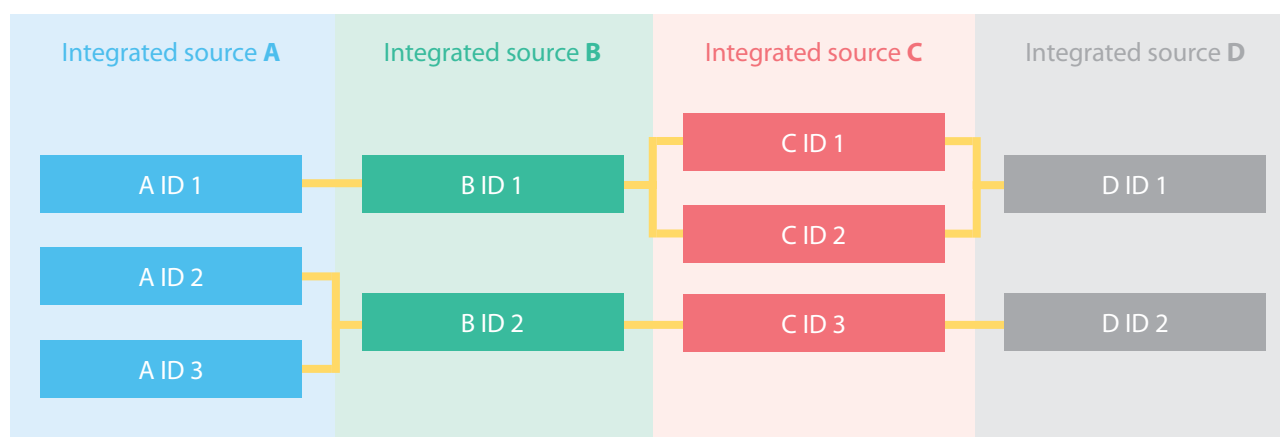 Integrated source A
Integrated source B
Integrated source C
Integrated source D
A ID 1
A ID 2
A ID 3
B ID 1
B ID 2
C ID 1
C ID 2
C ID 3
D ID 1
D ID 2